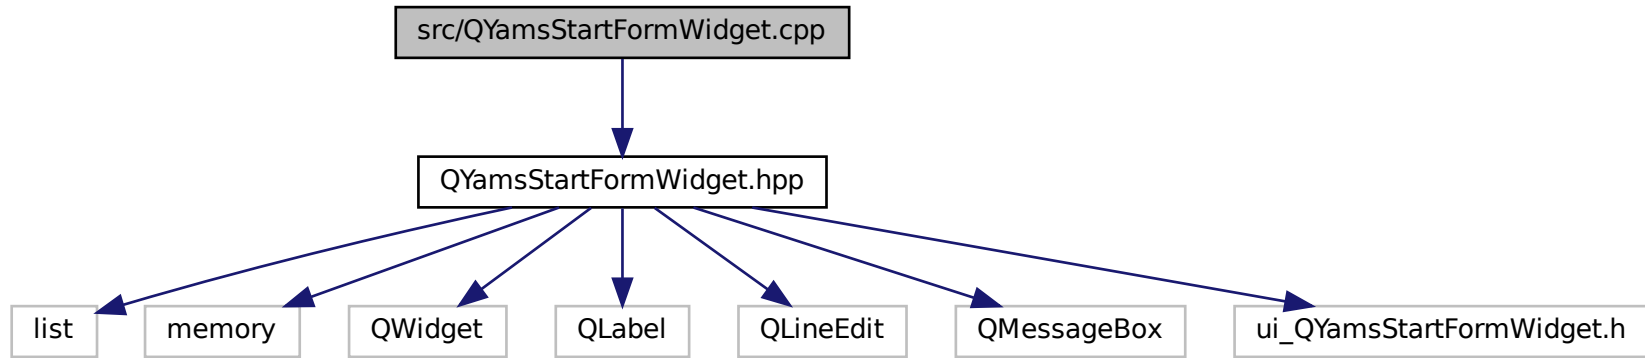 src/QYamsStartFormWidget.cpp
QYamsStartFormWidget.hpp
list
memory
QWidget
QLabel
QLineEdit
QMessageBox
ui_QYamsStartFormWidget.h